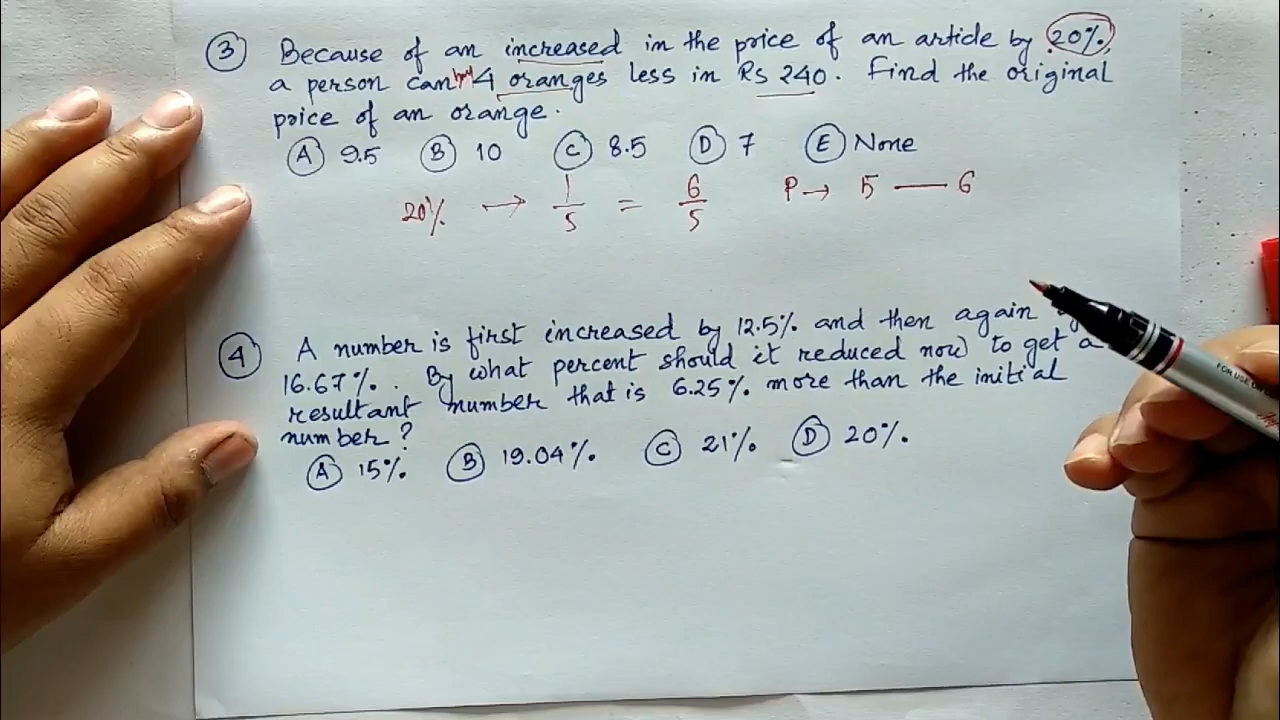 ③ Because of an increased in the price of an article by 20%,
a person can buy 4 oranges less in Rs 240. Find the original
price of an orange.
Ⓐ 9.5 Ⓑ 10 Ⓒ 8.5 Ⓓ 7 Ⓔ None
20% → 1/5 = 6/5 P → 5 — 6
④ A number is first increased by 12.5% and then again
16.67%. By what percent should it reduced now to get a
resultant number that is 6.25% more than the initial
number?
Ⓐ 15% Ⓑ 19.04% Ⓒ 21% Ⓓ 20%.
FOR USE